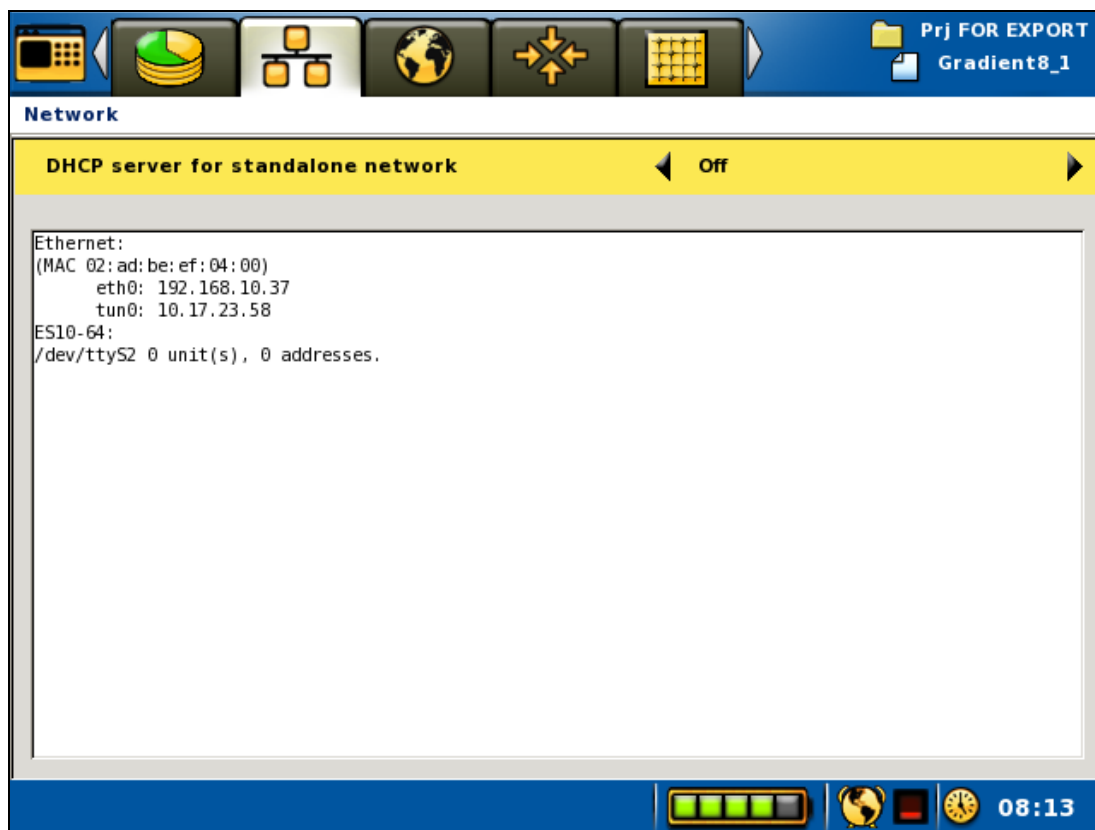 Prj FOR EXPORT
Gradient8_1
Network
DHCP server for standalone network Off
Ethernet:
(MAC 02:ad:be:ef:04:00)
eth0: 192.168.10.37
tun0: 10.17.23.58
ES10-64:
/dev/ttyS2 0 unit(s), 0 addresses.
08:13